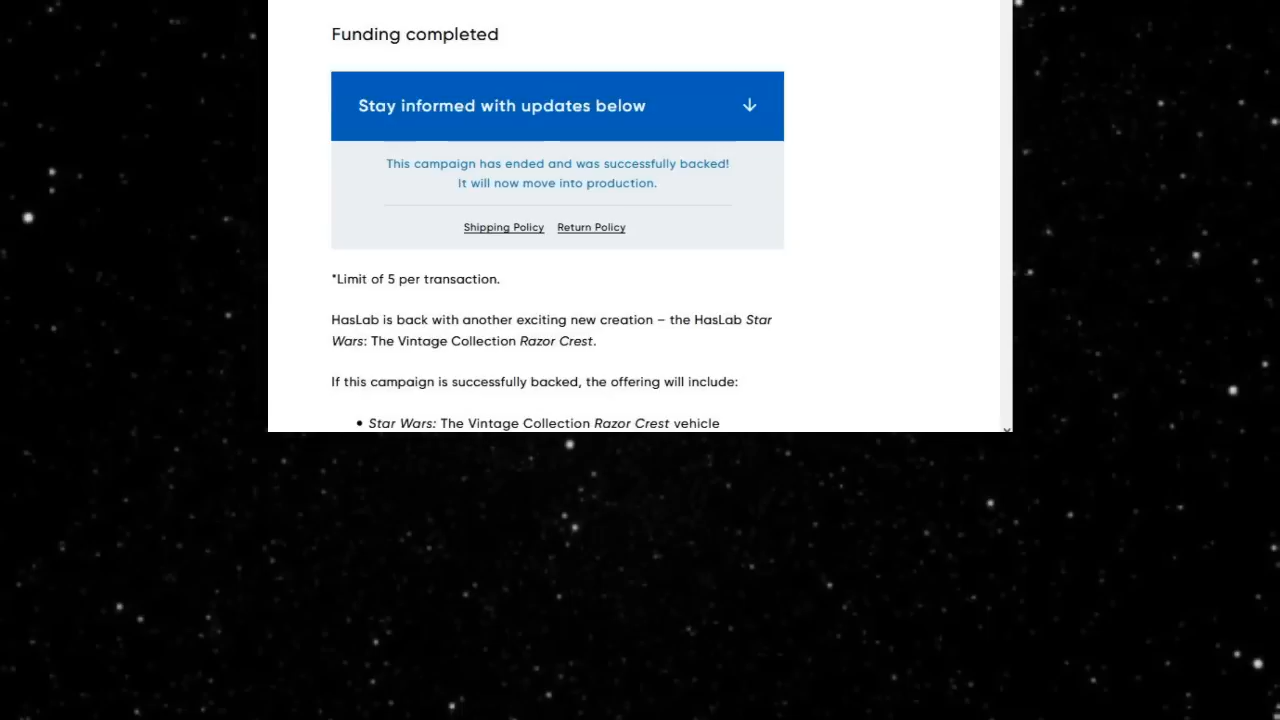 Funding completed
Stay informed with updates below
This campaign has ended and was successfully backed!
It will now move into production.
Shipping Policy Return Policy
*Limit of 5 per transaction.
HasLab is back with another exciting new creation – the HasLab Star
Wars: The Vintage Collection Razor Crest.
If this campaign is successfully backed, the offering will include:
• Star Wars: The Vintage Collection Razor Crest vehicle